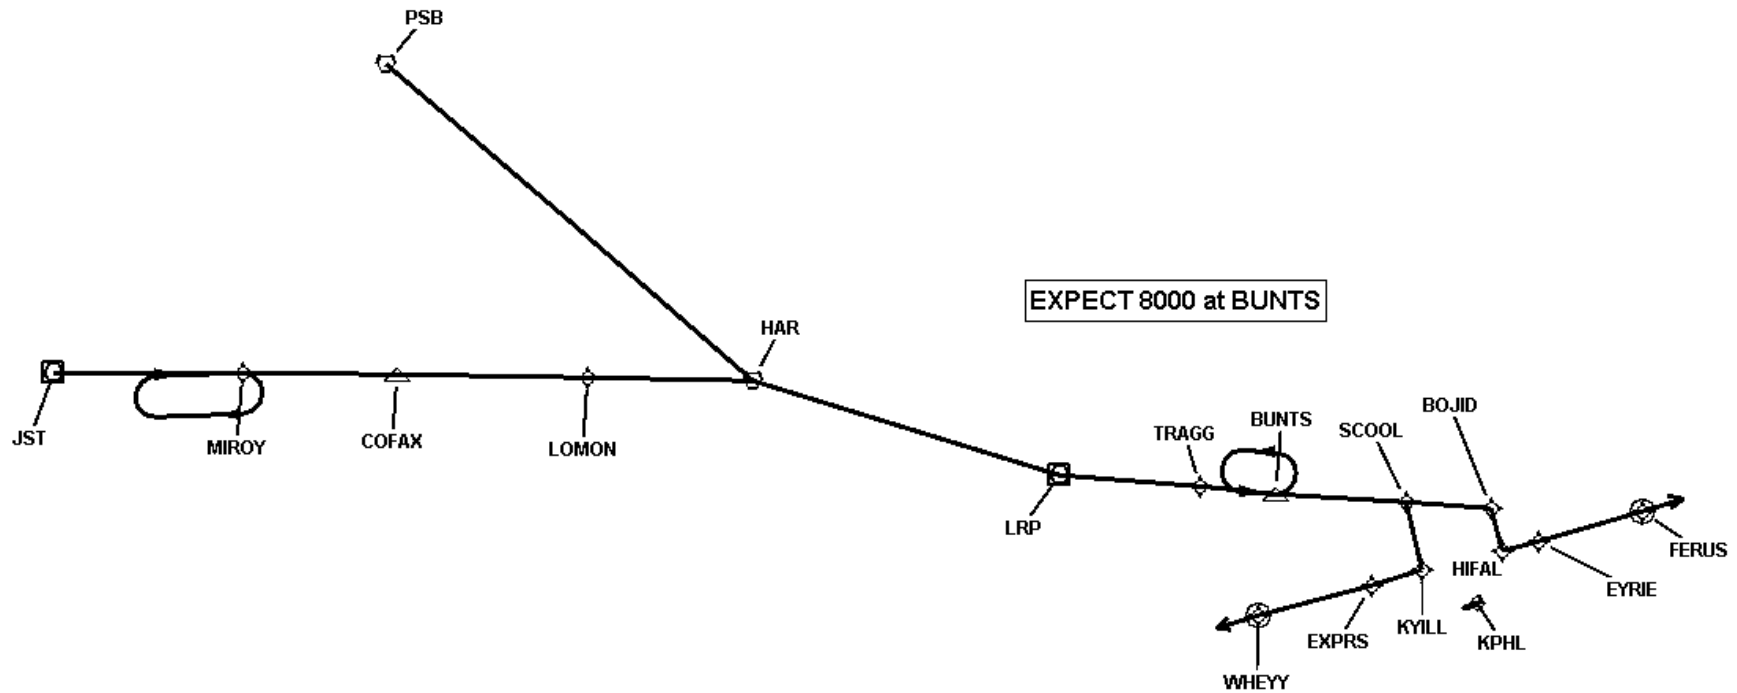 PSB
EXPECT 8000 at BUNTS
HAR
BOJID
BUNTS
SCOOL
TRAGG
JST
MIROY
COFAX
LOMON
LRP
FERUS
HIFAL
EYRIE
KYILL
EXPRS
KPHL
WHEYY